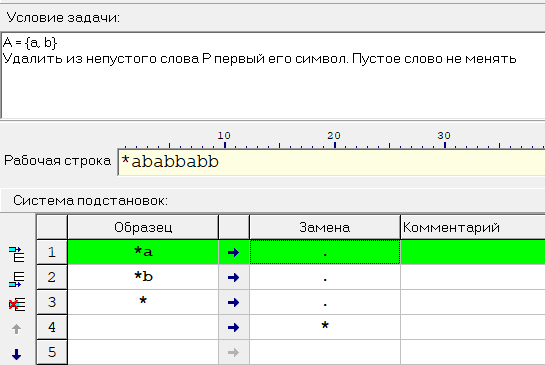 Условие задачи:
A = {a, b}
Удалить из непустого слова P первый его символ. Пустое слово не менять
10 20 30
Рабочая строка *ababbabb
Система подстановок:
Образец Замена Комментарий
1 *a → .
2 *b → .
3 * → .
4 → *
5 →